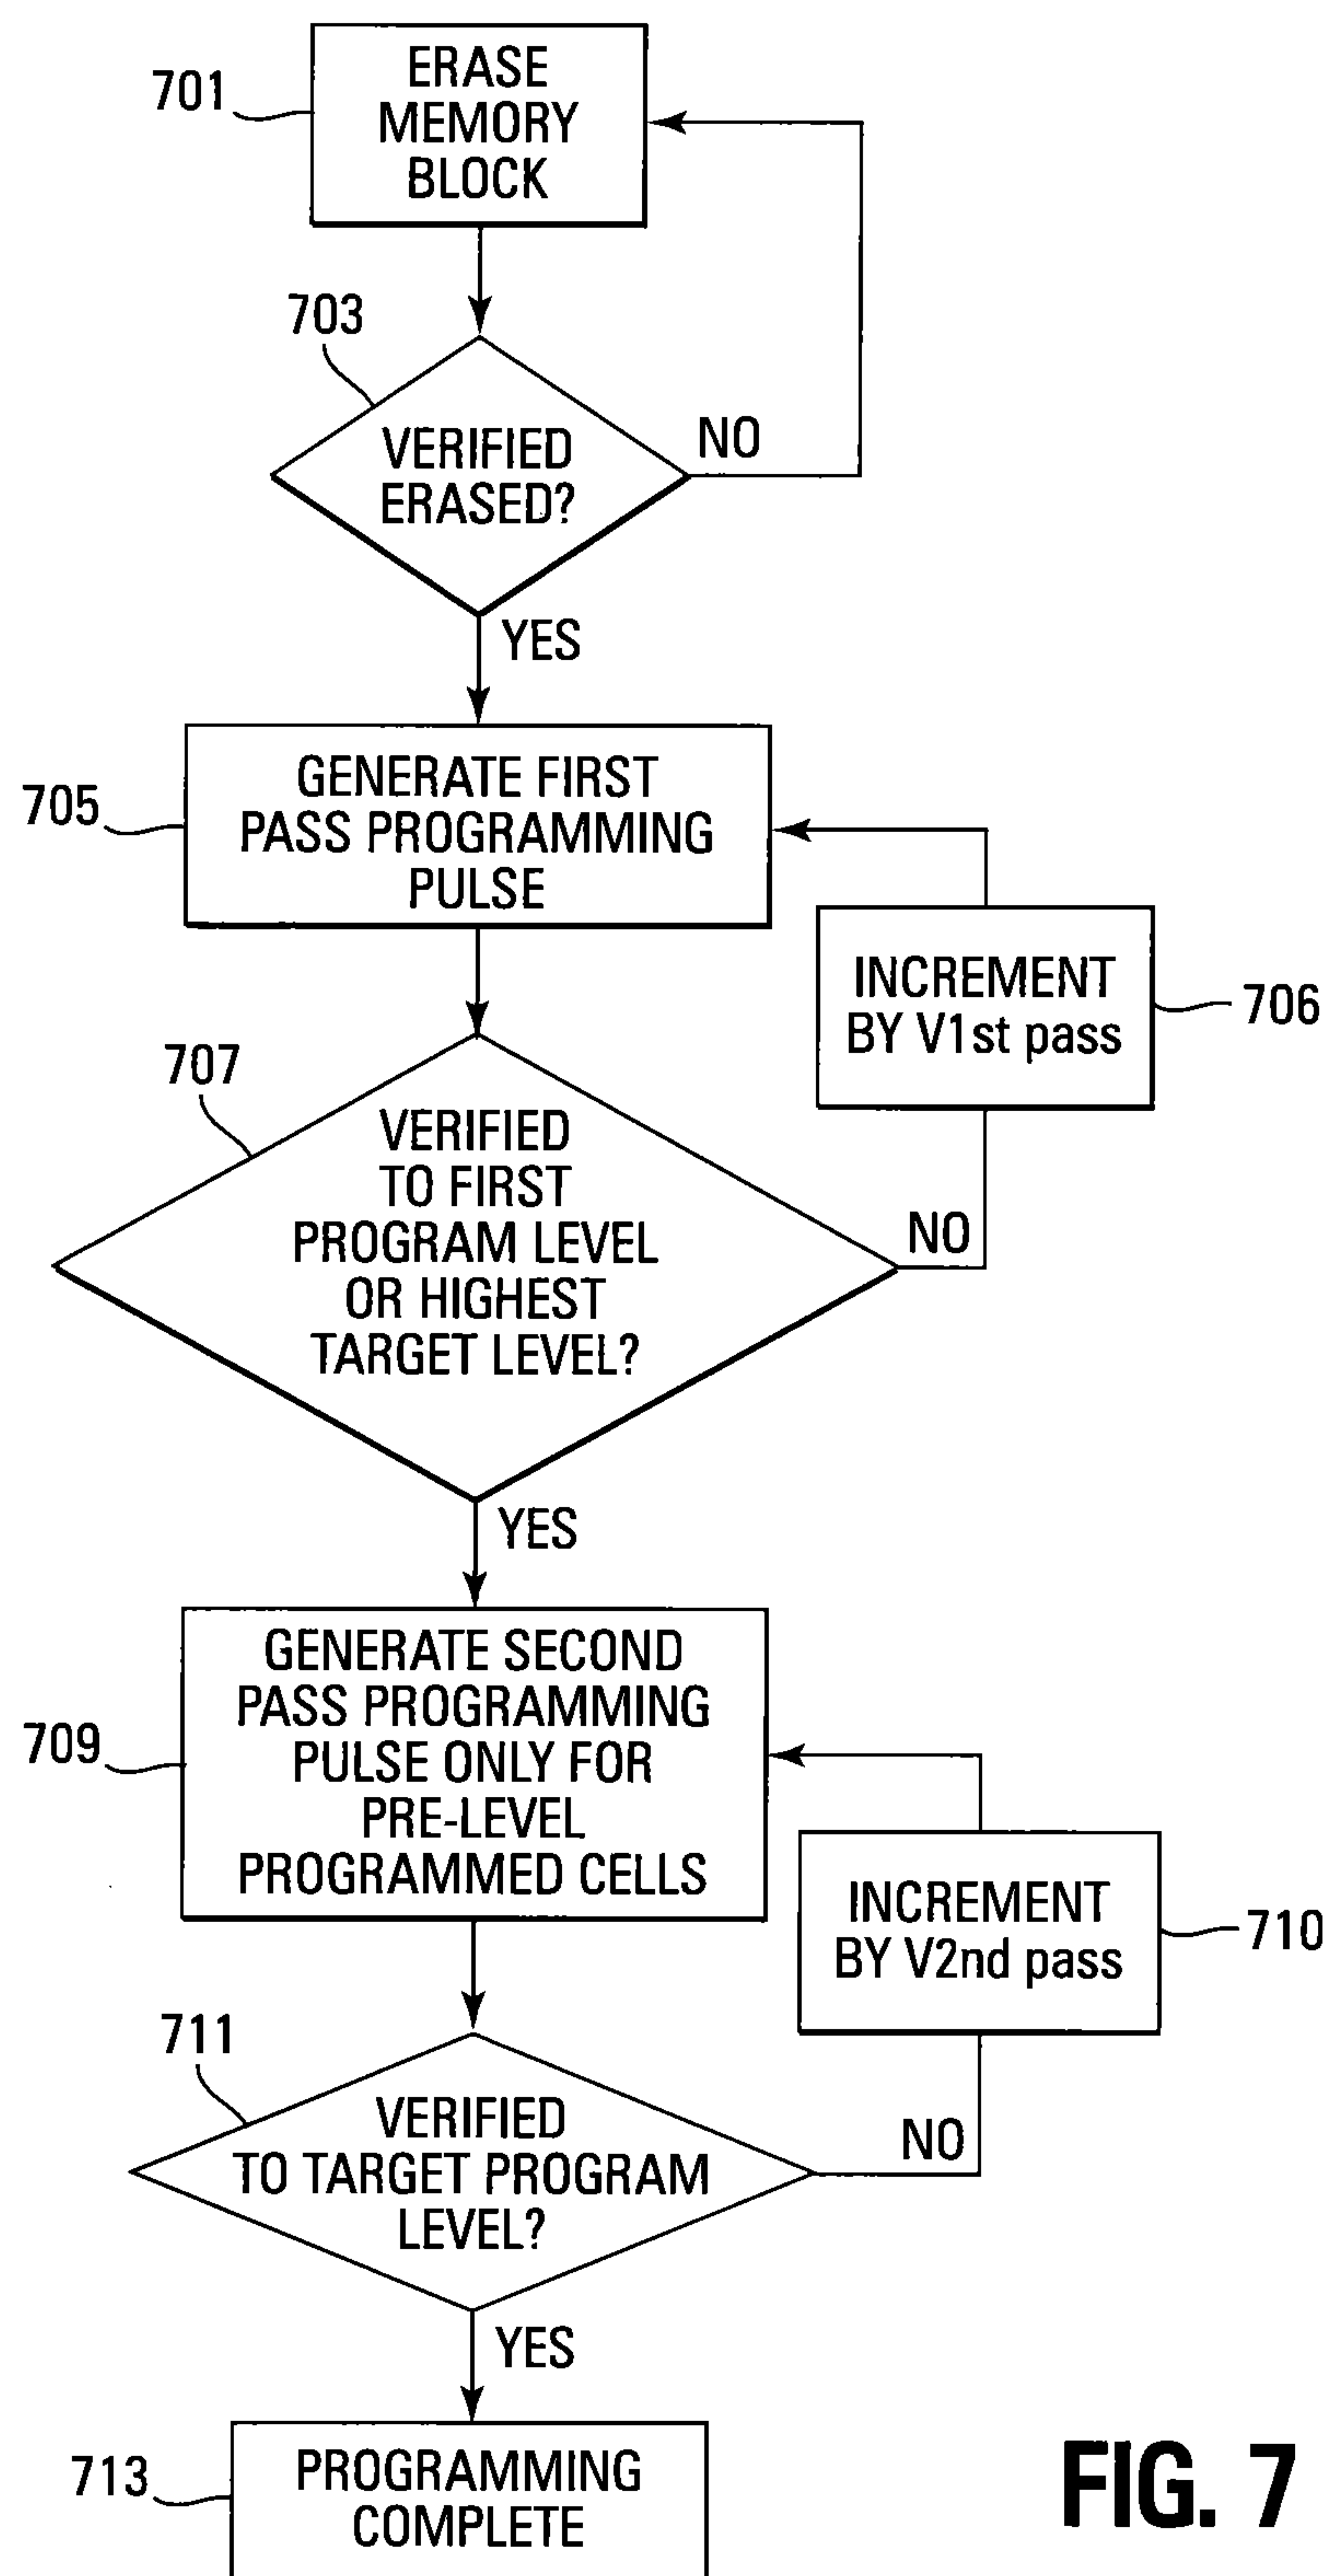 701
ERASE
MEMORY
BLOCK
703
VERIFIED
ERASED?
NO
YES
705
GENERATE FIRST
PASS PROGRAMMING
PULSE
INCREMENT
BY V1st pass
706
707
VERIFIED
TO FIRST
PROGRAM LEVEL
OR HIGHEST
TARGET LEVEL?
NO
YES
709
GENERATE SECOND
PASS PROGRAMMING
PULSE ONLY FOR
PRE-LEVEL
PROGRAMMED CELLS
INCREMENT
BY V2nd pass
710
711
VERIFIED
TO TARGET PROGRAM
LEVEL?
NO
YES
713
PROGRAMMING
COMPLETE
FIG. 7